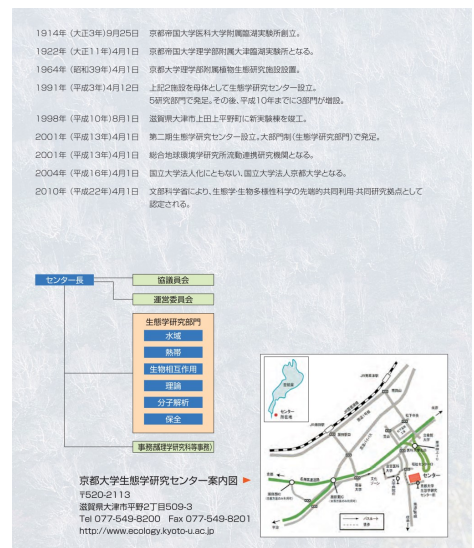 1914年 (大正3年)9月25日 京都帝国大学医科大学附属臨湖実験所創立。
1922年 (大正11年)4月1日 京都帝国大学理学部附属大津臨湖実験所となる。
1964年 (昭和39年)4月1日 京都大学理学部附属植物生態研究施設設置。
1991年 (平成3年)4月12日 上記2施設を母体として生態学研究センター設立。
5研究部門で発足。その後、平成10年までに3部門が増設。
1998年 (平成10年)8月1日 滋賀県大津市上田上平野町に新実験棟を竣工。
2001年 (平成13年)4月1日 第二期生態学研究センター設立。大部門制(生態学研究部門)で発足。
2001年 (平成13年)4月1日 総合地球環境学研究所流動連携研究機関となる。
2004年 (平成16年)4月1日 国立大学法人化にともない、国立大学法人京都大学となる。
2010年 (平成22年)4月1日 文部科学省により、生態学・生物多様性科学の先端的共同利用・共同研究拠点として
認定される。
センター長
協議員会
運営委員会
生態学研究部門
水域
熱帯
生物相互作用
理論
分子解析
保全
事務部(理学研究科等事務)
京都大学生態学研究センター案内図
〒520-2113
滋賀県大津市平野2丁目509-3
Tel 077-549-8200 Fax 077-549-8201
http://www.ecology.kyoto-u.ac.jp
琵琶湖
センター
センター
バスルート
徒歩